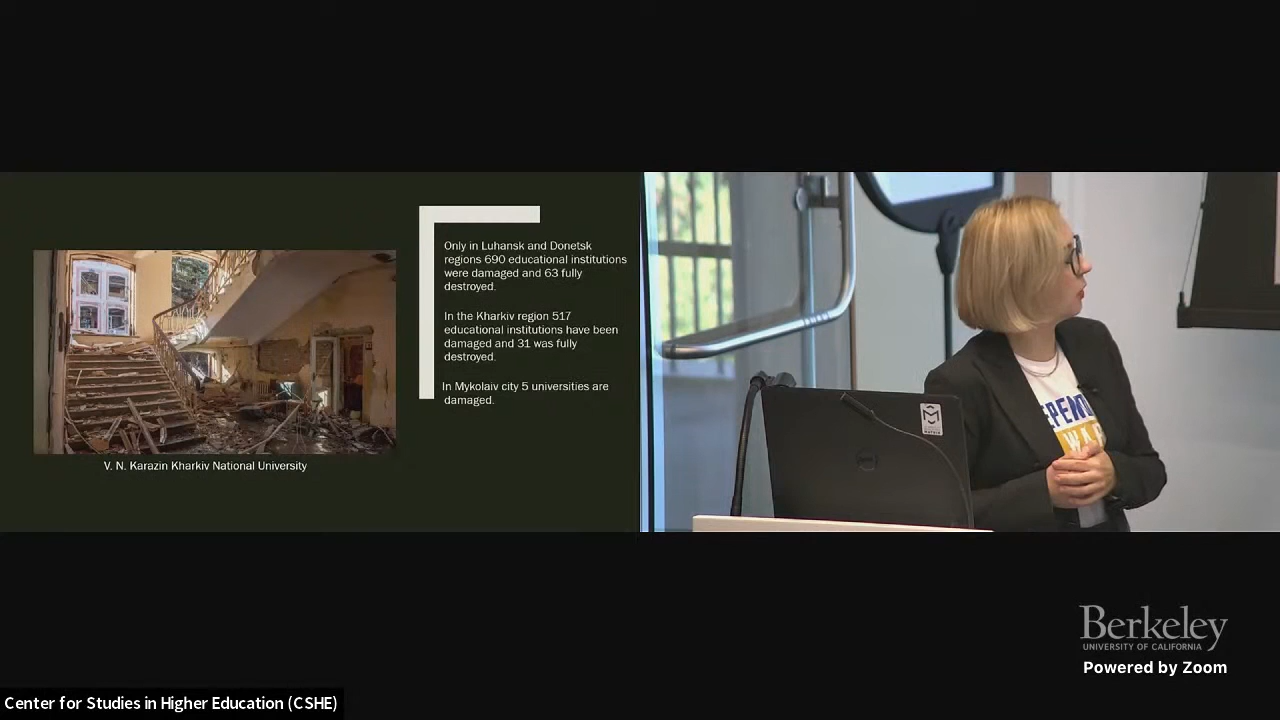 Only in Luhansk and Donetsk
regions 690 educational institutions
were damaged and 63 fully
destroyed.
In the Kharkiv region 517
educational institutions have been
damaged and 31 was fully
destroyed.
In Mykolaiv city 5 universities are
damaged.
V. N. Karazin Kharkiv National University
DELL
Berkeley
UNIVERSITY OF CALIFORNIA
Powered by Zoom
Center for Studies in Higher Education (CSHE)